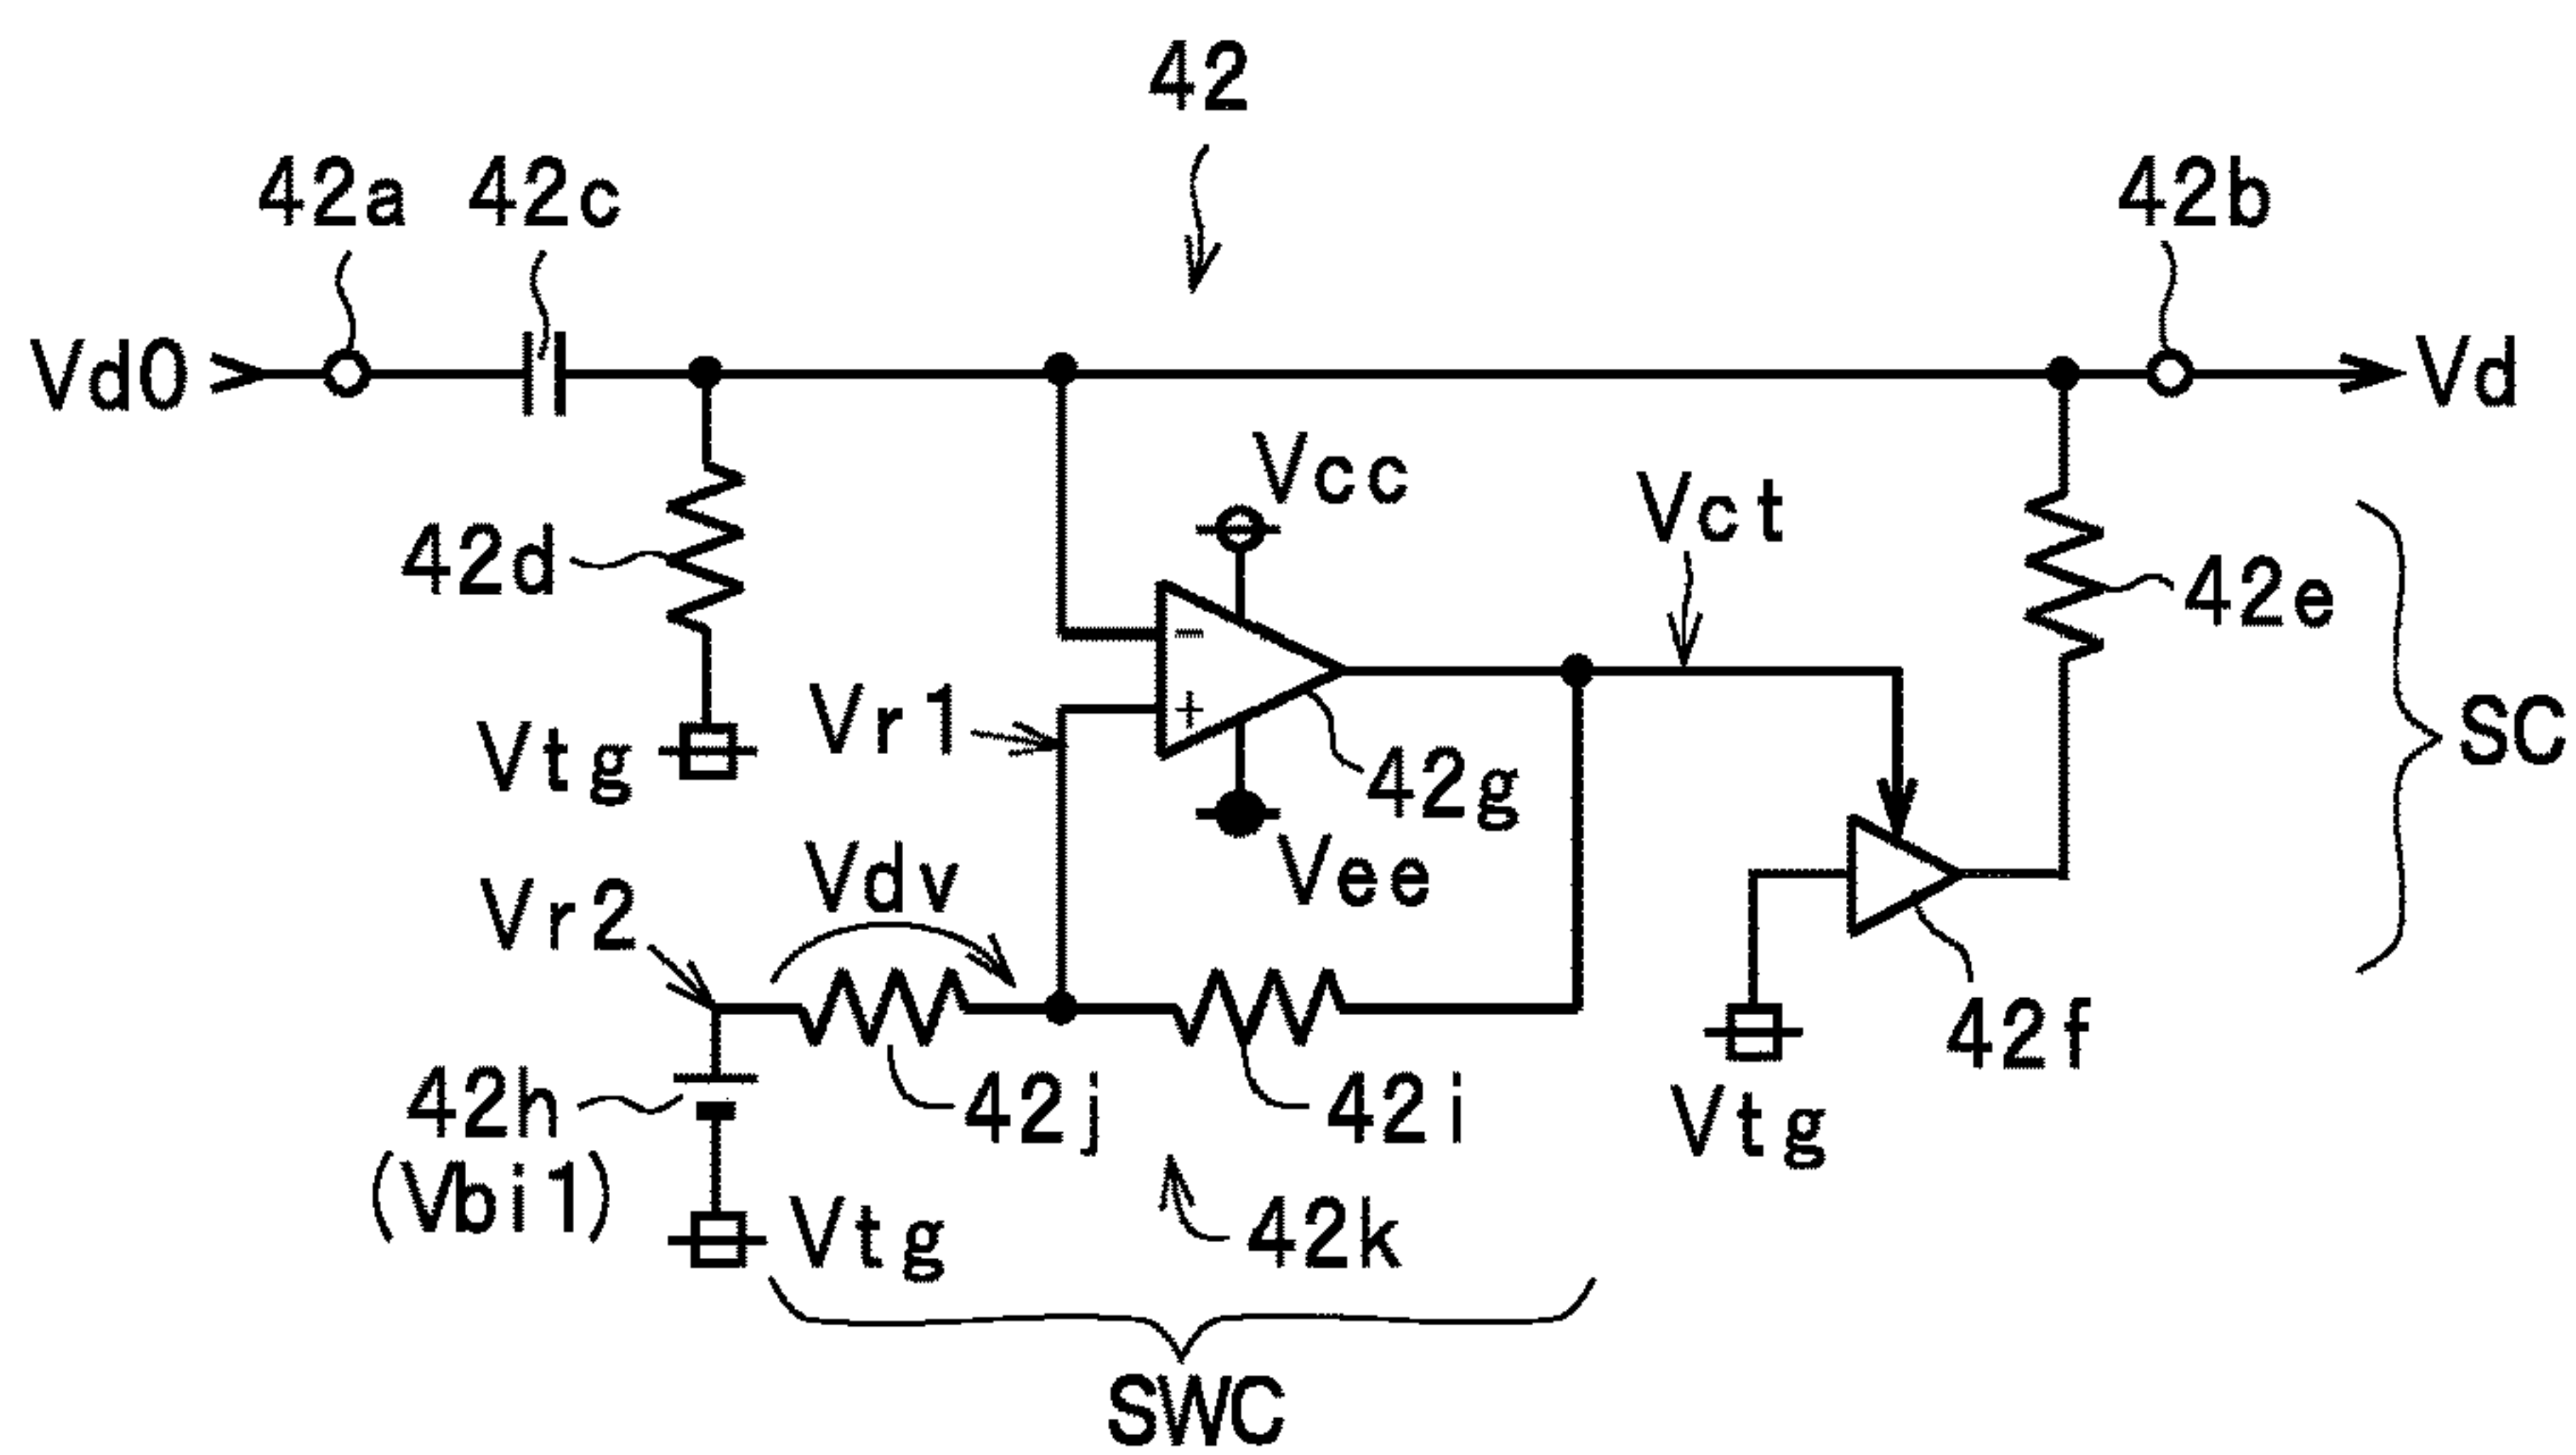 42
42a
42c
42b
Vd0
Vd
Vcc
Vct
42d
−
42e
Vr1
+
SC
Vtg
42g
Vee
Vdv
Vr2
42f
42h
(Vbi1)
42j
42i
Vtg
Vtg
42k
SWC